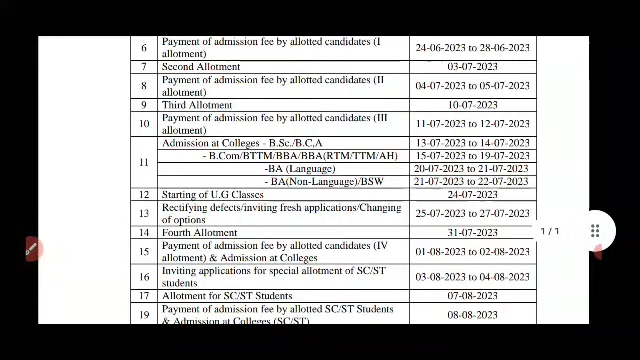 6 Payment of admission fee by allotted candidates (I allotment) 24-06-2023 to 28-06-2023
7 Second Allotment 03-07-2023
8 Payment of admission fee by allotted candidates (II allotment) 04-07-2023 to 05-07-2023
9 Third Allotment 10-07-2023
10 Payment of admission fee by allotted candidates (III allotment) 11-07-2023 to 12-07-2023
11 Admission at Colleges - B.Sc./B.C,A 13-07-2023 to 14-07-2023
- B.Com/BTTM/BBA/BBA(RTM/TTM/AH) 15-07-2023 to 19-07-2023
-BA (Language) 20-07-2023 to 21-07-2023
- BA(Non-Language)/BSW 21-07-2023 to 22-07-2023
12 Starting of U.G Classes 24-07-2023
13 Rectifying defects/inviting fresh applications/Changing of options 25-07-2023 to 27-07-2023
14 Fourth Allotment 31-07-2023
1 / 1
15 Payment of admission fee by allotted candidates (IV allotment) & Admission at Colleges 01-08-2023 to 02-08-2023
16 Inviting applications for special allotment of SC/ST students 03-08-2023 to 04-08-2023
17 Allotment for SC/ST Students 07-08-2023
19 Payment of admission fee by allotted SC/ST Students & Admission at Colleges (SC/ST) 08-08-2023